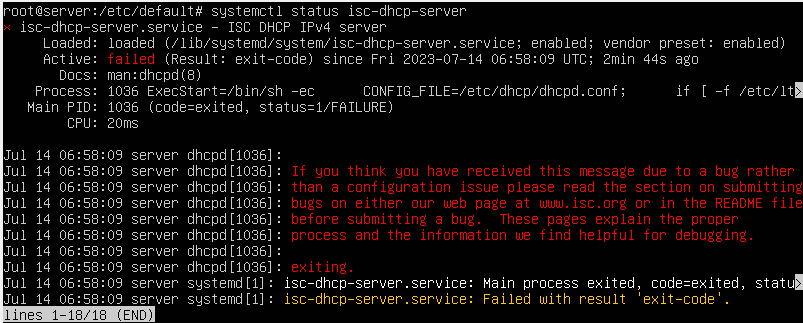 root@server:/etc/default# systemctl status isc-dhcp-server
× isc-dhcp-server.service - ISC DHCP IPv4 server
Loaded: loaded (/lib/systemd/system/isc-dhcp-server.service; enabled; vendor preset: enabled)
Active: failed (Result: exit-code) since Fri 2023-07-14 06:58:09 UTC; 2min 44s ago
Docs: man:dhcpd(8)
Process: 1036 ExecStart=/bin/sh -ec CONFIG_FILE=/etc/dhcp/dhcpd.conf; if [ -f /etc/lt>
Main PID: 1036 (code=exited, status=1/FAILURE)
CPU: 20ms
Jul 14 06:58:09 server dhcpd[1036]:
Jul 14 06:58:09 server dhcpd[1036]: If you think you have received this message due to a bug rather
Jul 14 06:58:09 server dhcpd[1036]: than a configuration issue please read the section on submitting
Jul 14 06:58:09 server dhcpd[1036]: bugs on either our web page at www.isc.org or in the README file
Jul 14 06:58:09 server dhcpd[1036]: before submitting a bug.  These pages explain the proper
Jul 14 06:58:09 server dhcpd[1036]: process and the information we find helpful for debugging.
Jul 14 06:58:09 server dhcpd[1036]:
Jul 14 06:58:09 server dhcpd[1036]: exiting.
Jul 14 06:58:09 server systemd[1]: isc-dhcp-server.service: Main process exited, code=exited, statu>
Jul 14 06:58:09 server systemd[1]: isc-dhcp-server.service: Failed with result 'exit-code'.
lines 1-18/18 (END)